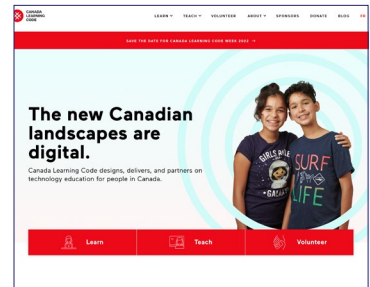 CANADA
LEARNING
CODE
LEARN TEACH VOLUNTEER ABOUT SPONSORS DONATE BLOG FR
SAVE THE DATE FOR CANADA LEARNING CODE WEEK 2022 →
The new Canadian
landscapes are
digital.
Canada Learning Code designs, delivers, and partners on
technology education for people in Canada.
GIRLS
GALAXY
SURF
LIFE
Learn Teach Volunteer